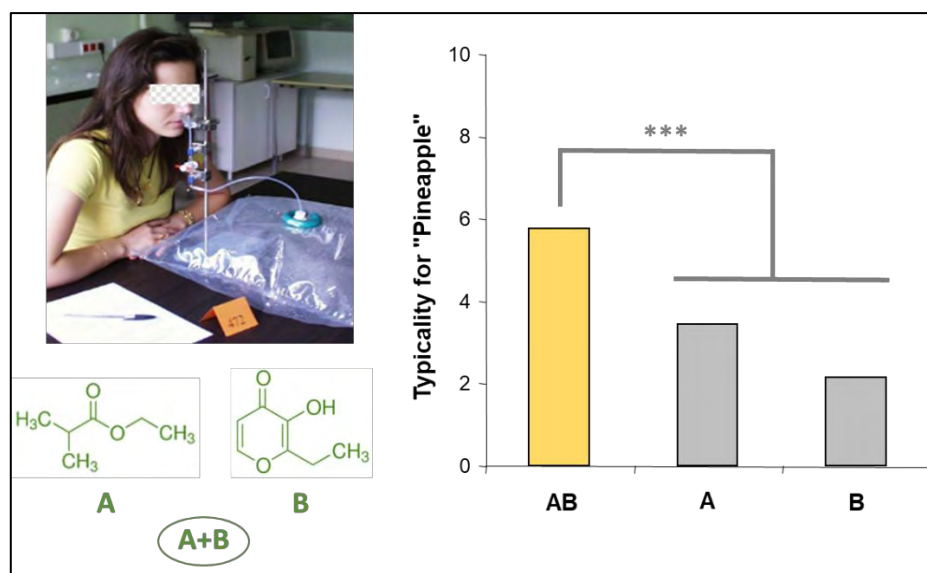 472
O
CH3
H3C
O
CH3
A
O
OH
O
CH3
B
A+B
Typicality for "Pineapple"
10
8
6
4
2
0
***
AB
A
B